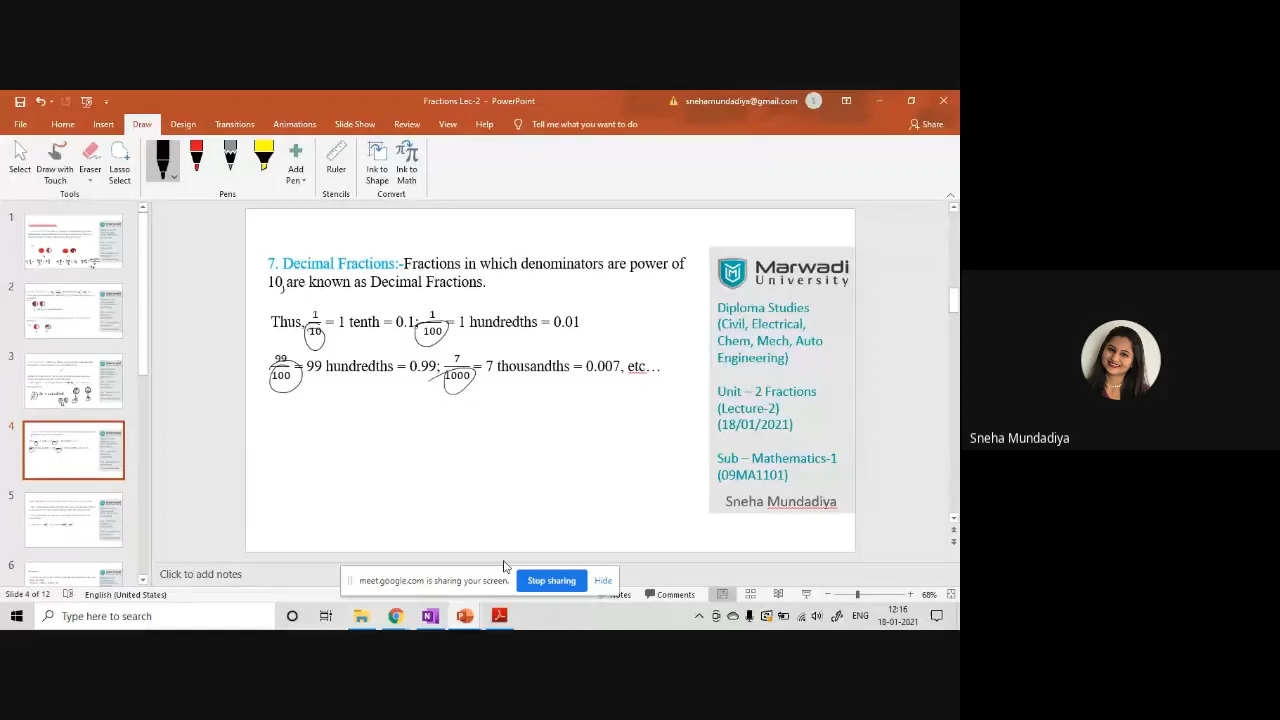 Fractions Lec-2 - PowerPoint
snehamundadiya@gmail.com
S
File Home Insert Draw Design Transitions Animations Slide Show Review View Help Tell me what you want to do
Share
Select
Draw with Touch
Eraser
Lasso Select
Add Pen
Ruler
Ink to Shape
Ink to Math
Tools
Pens
Stencils
Convert
1
2
3
4
5
6
7. Decimal Fractions:-Fractions in which denominators are power of
10, are known as Decimal Fractions.
Thus, 1/10 = 1 tenth = 0.1; 1/100 = 1 hundredths = 0.01
99/100 = 99 hundredths = 0.99; 7/1000 = 7 thousandths = 0.007, etc…
Marwadi
University
Diploma Studies
(Civil, Electrical,
Chem, Mech, Auto
Engineering)
Unit – 2 Fractions
(Lecture-2)
(18/01/2021)
Sub – Mathematics-1
(09MA1101)
Sneha Mundadiya
Click to add notes
meet.google.com is sharing your screen.
Stop sharing
Hide
Slide 4 of 12
English (United States)
Comments
68%
Type here to search
ENG
12:16
18-01-2021
Sneha Mundadiya